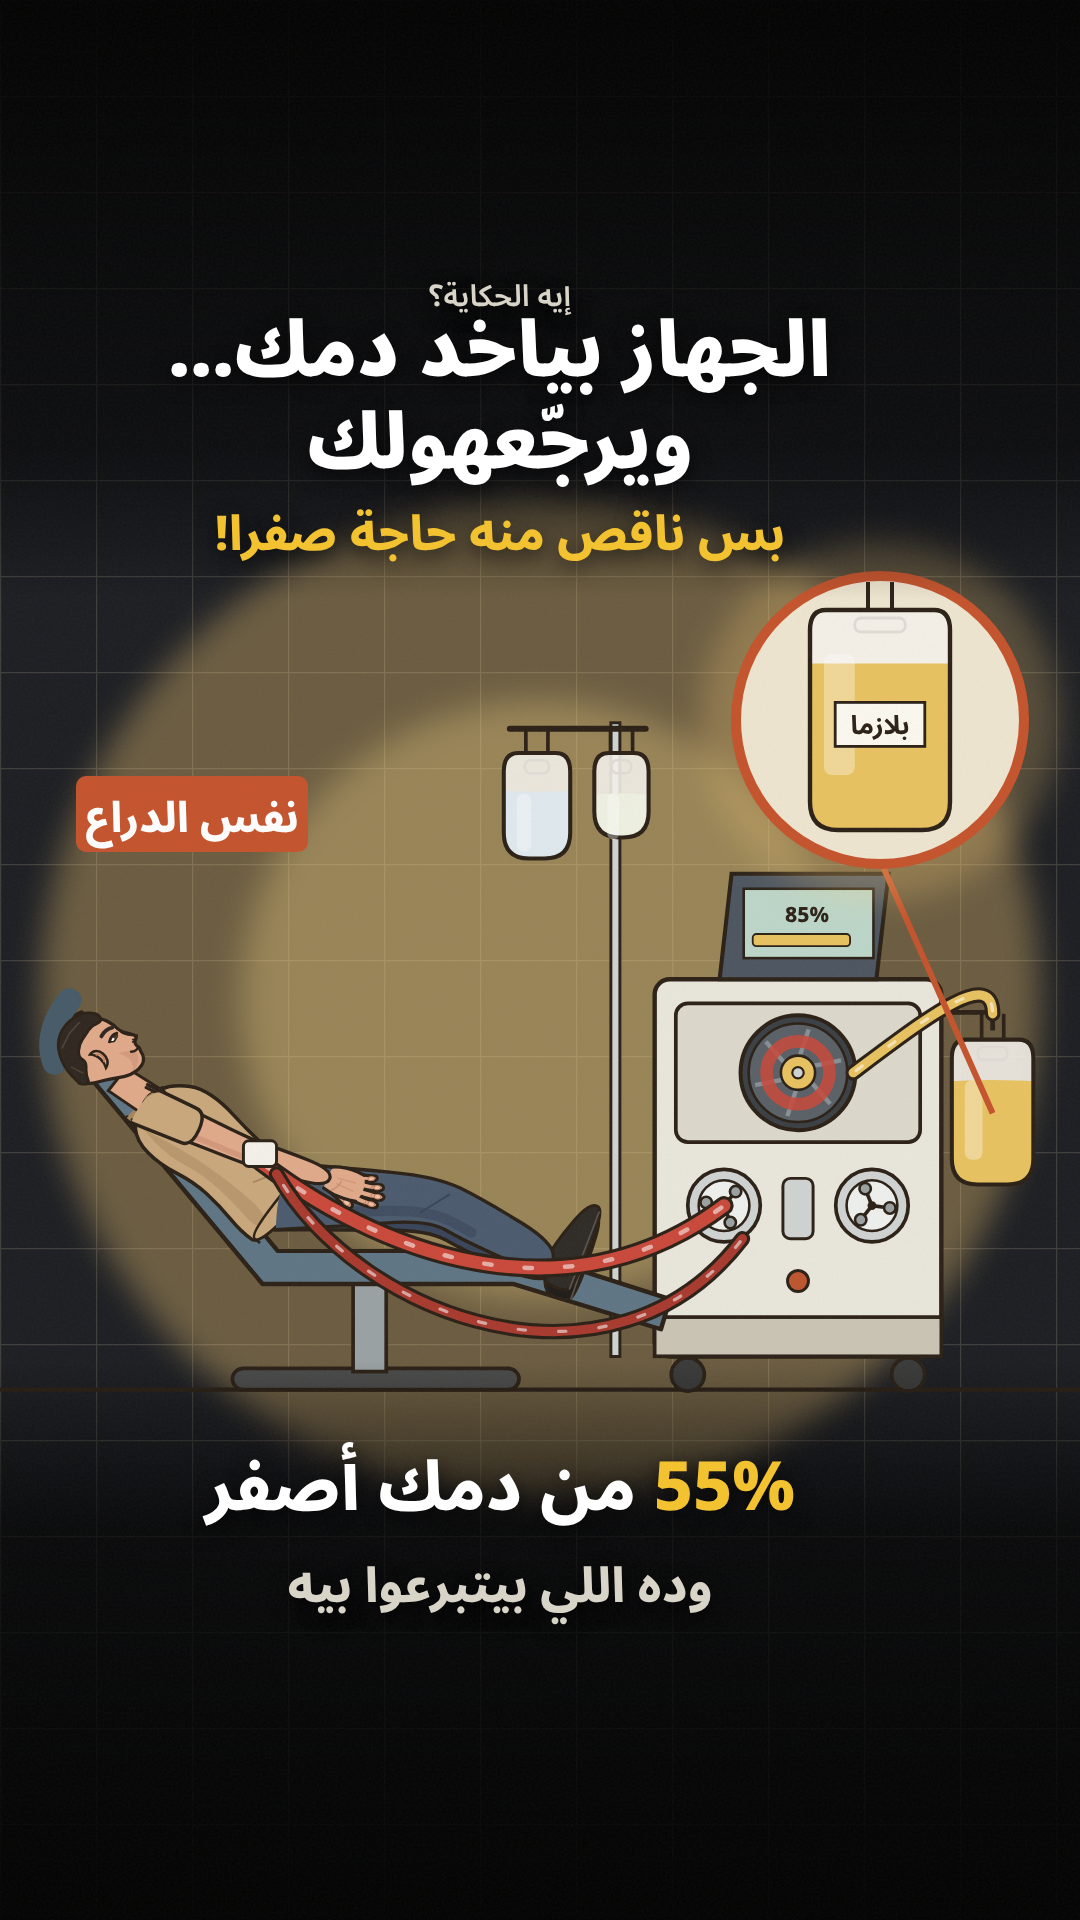 إيه الحكاية؟
الجهاز بياخد دمك...
ويرجّعهولك
بس ناقص منه حاجة صفرا!
بلازما
نفس الدراع
85%
55% من دمك أصفر
وده اللي بيتبرعوا بيه